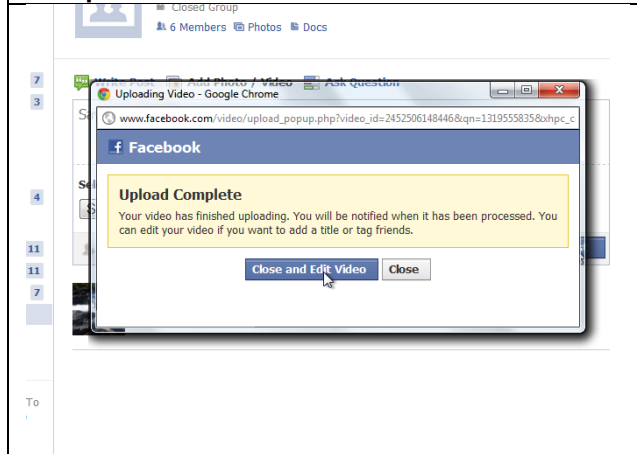 Closed Group
6 Members Photos Docs
7
Write Post Add Photo / Video Ask Question
3
Uploading Video - Google Chrome
www.facebook.com/video/upload_popup.php?video_id=2452506148446&qn=1319555835&xhpc_c
f Facebook
4
Upload Complete
Your video has finished uploading. You will be notified when it has been processed. You
can edit your video if you want to add a title or tag friends.
11
Close and Edit Video Close
11
7
To